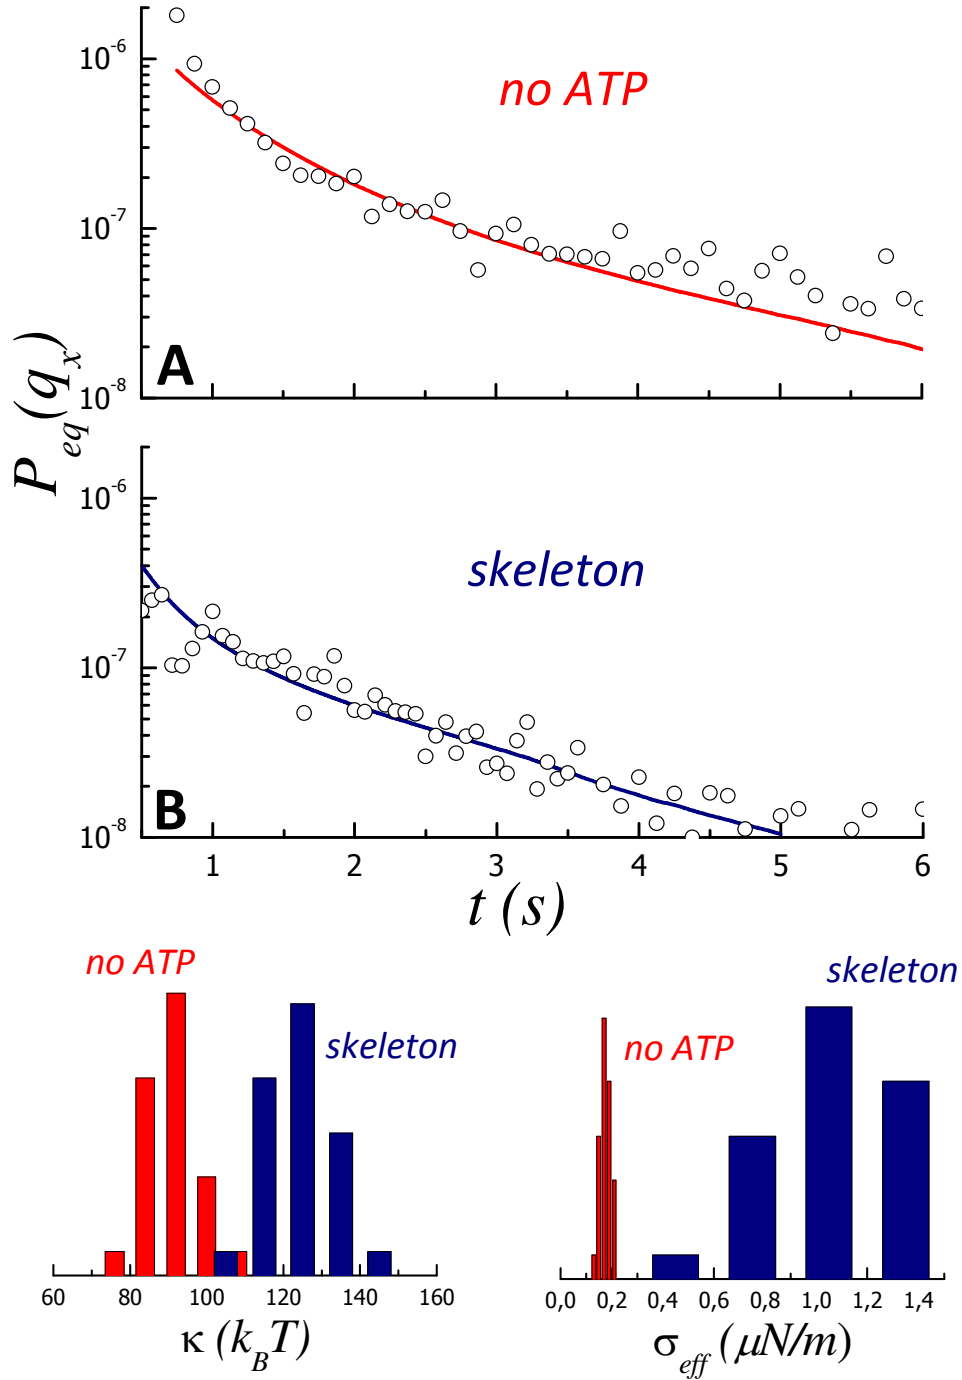 10⁻⁶
no ATP
10⁻⁷
A
10⁻⁸
P_eq(q_x)
10⁻⁶
skeleton
10⁻⁷
B
10⁻⁸
1 2 3 4 5 6
t (s)
no ATP
skeleton
60 80 100 120 140 160
κ (k_BT)
skeleton
no ATP
0,0 0,2 0,4 0,6 0,8 1,0 1,2 1,4
σ_eff (μN/m)